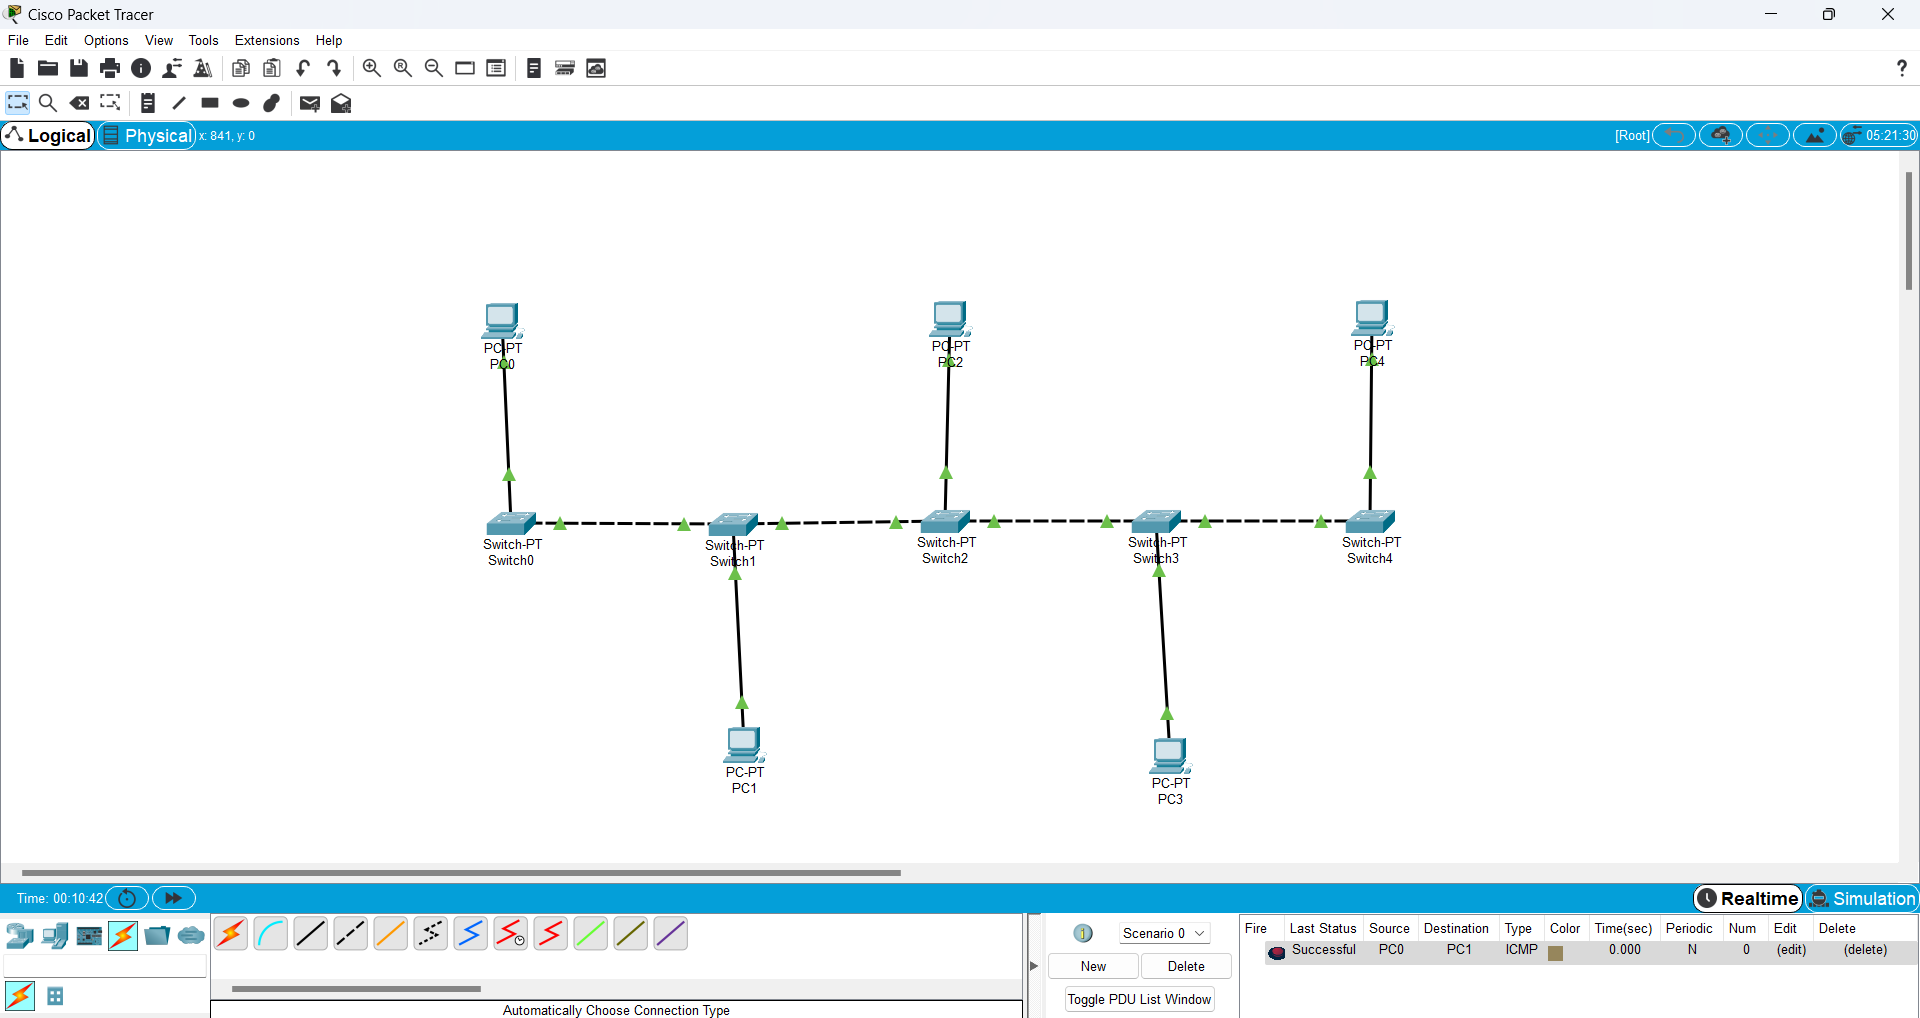 Cisco Packet Tracer
File Edit Options View Tools Extensions Help
?
Logical Physical x: 841, y: 0 [Root] 05:21:30
PC-PT
PC0
PC-PT
PC2
PC-PT
PC4
Switch-PT
Switch0
Switch-PT
Switch1
Switch-PT
Switch2
Switch-PT
Switch3
Switch-PT
Switch4
PC-PT
PC1
PC-PT
PC3
Time: 00:10:42 Realtime Simulation
Scenario 0
New Delete
Toggle PDU List Window
Fire Last Status Source Destination Type Color Time(sec) Periodic Num Edit Delete
Successful PC0 PC1 ICMP 0.000 N 0 (edit) (delete)
Automatically Choose Connection Type